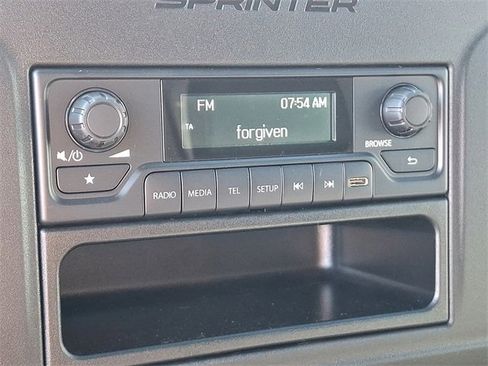 SPRINTER
FM 07:54 AM
TA
forgiven
BROWSE
RADIO MEDIA TEL SETUP